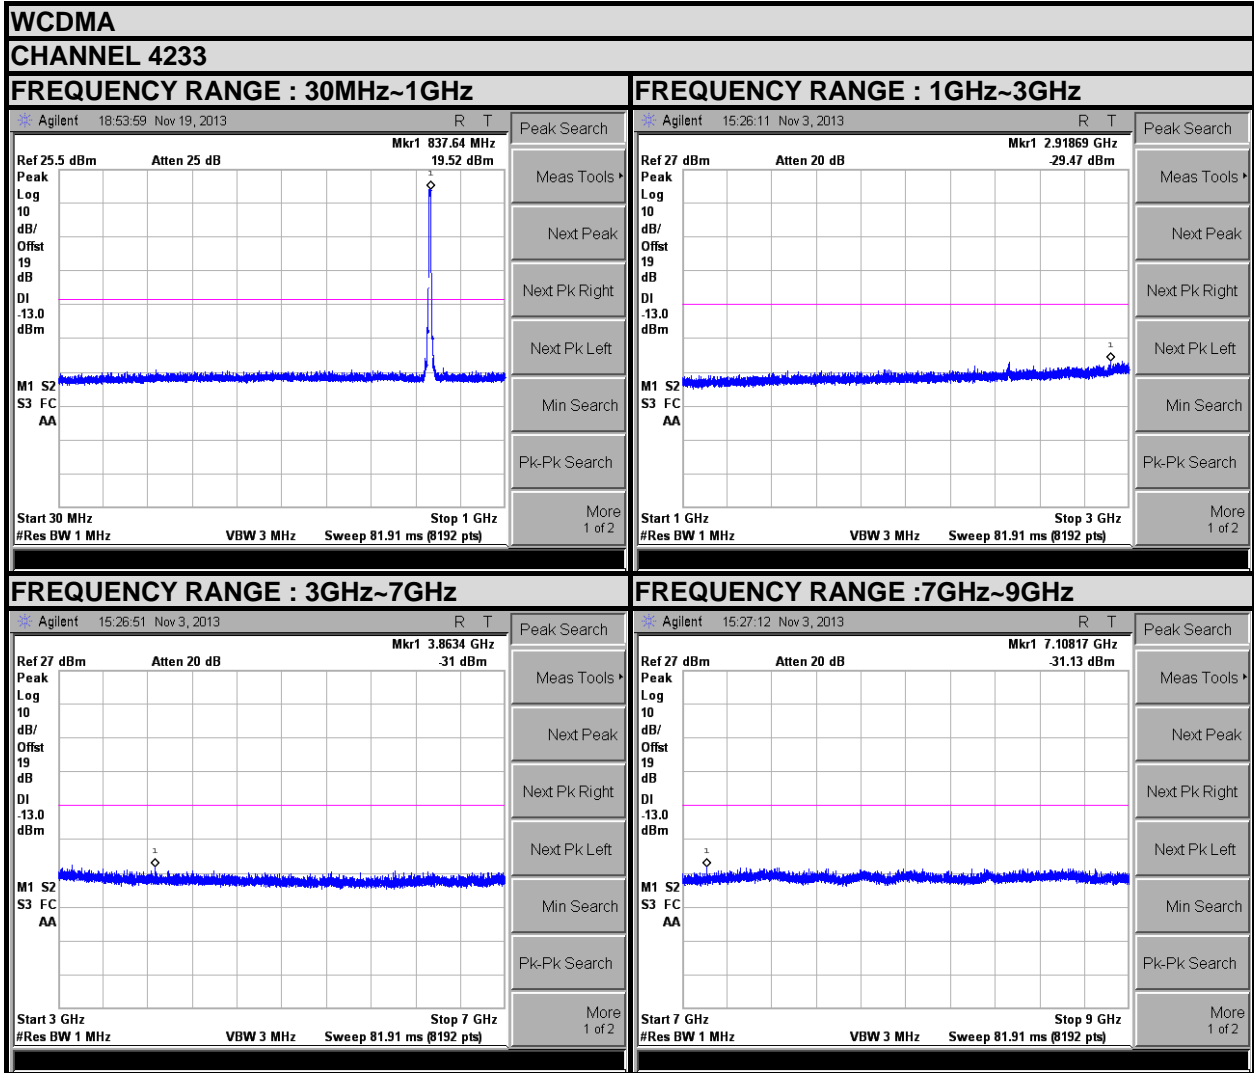 WCDMA
CHANNEL 4233
FREQUENCY RANGE : 30MHz~1GHz
Agilent 18:53:59 Nov 19, 2013 R T
Mkr1 837.64 MHz
Ref 25.5 dBm Atten 25 dB 19.52 dBm
Peak
Log
10
dB/
Offst
19
dB
DI
-13.0
dBm
M1 S2
S3 FC
AA
1
Start 30 MHz Stop 1 GHz
#Res BW 1 MHz VBW 3 MHz Sweep 81.91 ms (8192 pts)
Peak Search
Meas Tools
Next Peak
Next Pk Right
Next Pk Left
Min Search
Pk-Pk Search
More
1 of 2
FREQUENCY RANGE : 1GHz~3GHz
Agilent 15:26:11 Nov 3, 2013 R T
Mkr1 2.91869 GHz
Ref 27 dBm Atten 20 dB -29.47 dBm
Peak
Log
10
dB/
Offst
19
dB
DI
-13.0
dBm
M1 S2
S3 FC
AA
1
Start 1 GHz Stop 3 GHz
#Res BW 1 MHz VBW 3 MHz Sweep 81.91 ms (8192 pts)
Peak Search
Meas Tools
Next Peak
Next Pk Right
Next Pk Left
Min Search
Pk-Pk Search
More
1 of 2
FREQUENCY RANGE : 3GHz~7GHz
Agilent 15:26:51 Nov 3, 2013 R T
Mkr1 3.8634 GHz
Ref 27 dBm Atten 20 dB -31 dBm
Peak
Log
10
dB/
Offst
19
dB
DI
-13.0
dBm
M1 S2
S3 FC
AA
1
Start 3 GHz Stop 7 GHz
#Res BW 1 MHz VBW 3 MHz Sweep 81.91 ms (8192 pts)
Peak Search
Meas Tools
Next Peak
Next Pk Right
Next Pk Left
Min Search
Pk-Pk Search
More
1 of 2
FREQUENCY RANGE :7GHz~9GHz
Agilent 15:27:12 Nov 3, 2013 R T
Mkr1 7.10817 GHz
Ref 27 dBm Atten 20 dB -31.13 dBm
Peak
Log
10
dB/
Offst
19
dB
DI
-13.0
dBm
M1 S2
S3 FC
AA
1
Start 7 GHz Stop 9 GHz
#Res BW 1 MHz VBW 3 MHz Sweep 81.91 ms (8192 pts)
Peak Search
Meas Tools
Next Peak
Next Pk Right
Next Pk Left
Min Search
Pk-Pk Search
More
1 of 2